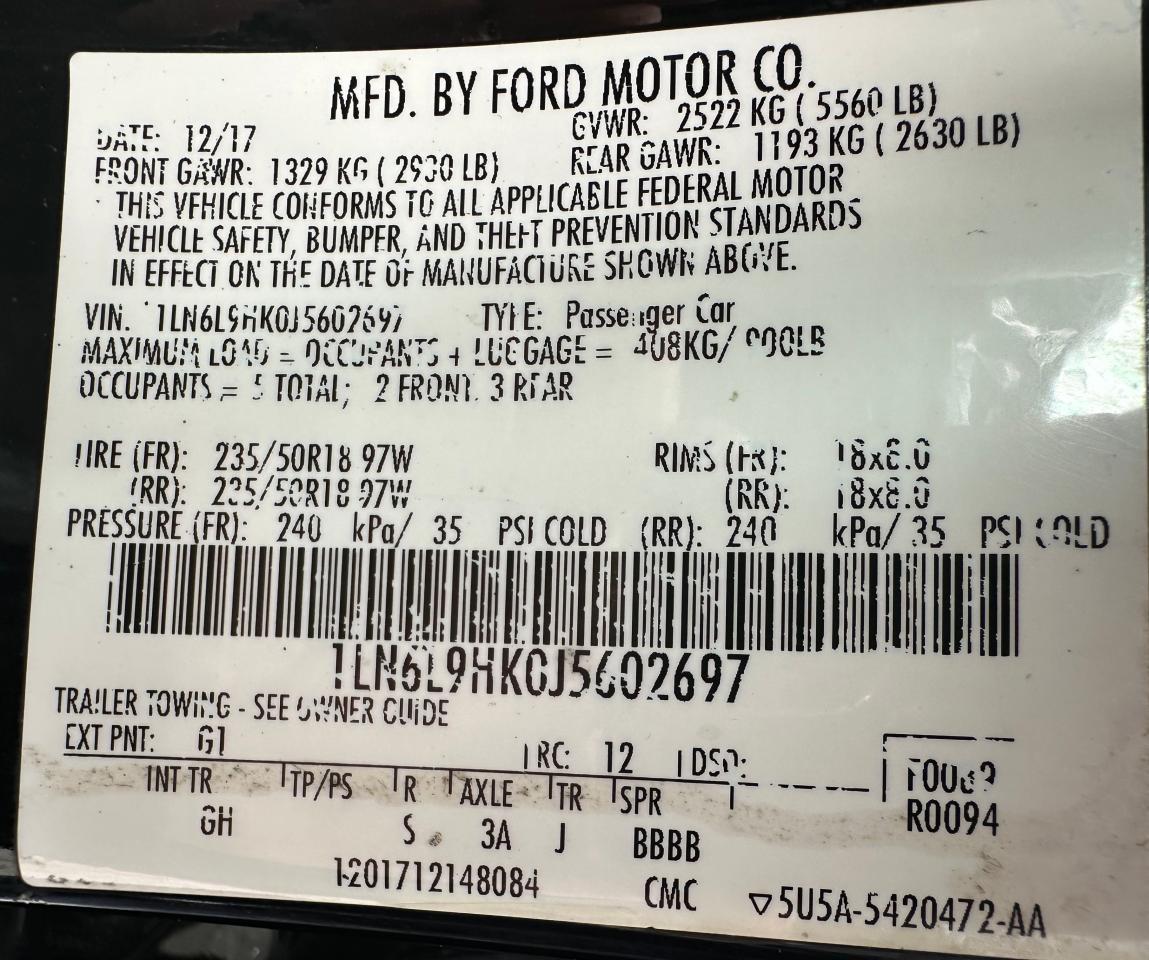 MFD. BY FORD MOTOR CO.
DATE: 12/17 GVWR: 2522 KG ( 5560 LB)
FRONT GAWR: 1329 KG ( 2930 LB) REAR GAWR: 1193 KG ( 2630 LB)
THIS VEHICLE CONFORMS TO ALL APPLICABLE FEDERAL MOTOR
VEHICLE SAFETY, BUMPER, AND THEFT PREVENTION STANDARDS
IN EFFECT ON THE DATE OF MANUFACTURE SHOWN ABOVE.
VIN: 1LN6L9HK0J5602697 TYPE: Passenger Car
MAXIMUM LOAD = OCCUPANTS + LUGGAGE = 408KG/ 900LB
OCCUPANTS = 5 TOTAL; 2 FRONT, 3 REAR
TIRE (FR): 235/50R18 97W RIMS (FR): 18x8.0
(RR): 235/50R18 97W (RR): 18x8.0
PRESSURE (FR): 240 kPa/ 35 PSI COLD (RR): 240 kPa/ 35 PSI COLD
1LN6L9HK0J5602697
TRAILER TOWING - SEE OWNER GUIDE
EXT PNT: G1 RC: 12 DSO:
INT TR TP/PS R AXLE TR SPR
R0094
GH S 3A J BBBB
1201712148084 CMC ▽5U5A-5420472-AA